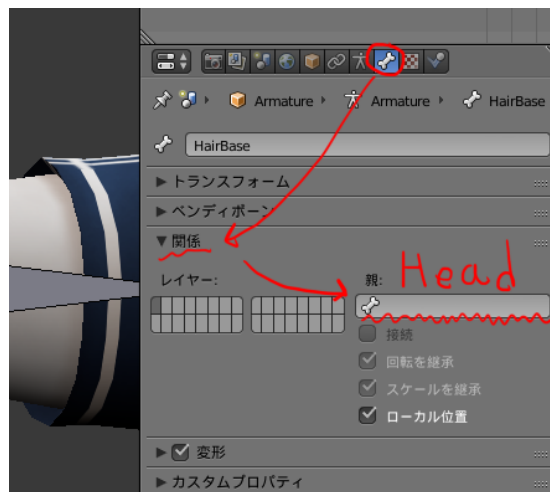 Armature Armature HairBase
HairBase
トランスフォーム
ベンディボーン
関係
レイヤー: 親: Head
接続
回転を継承
スケールを継承
ローカル位置
変形
カスタムプロパティ